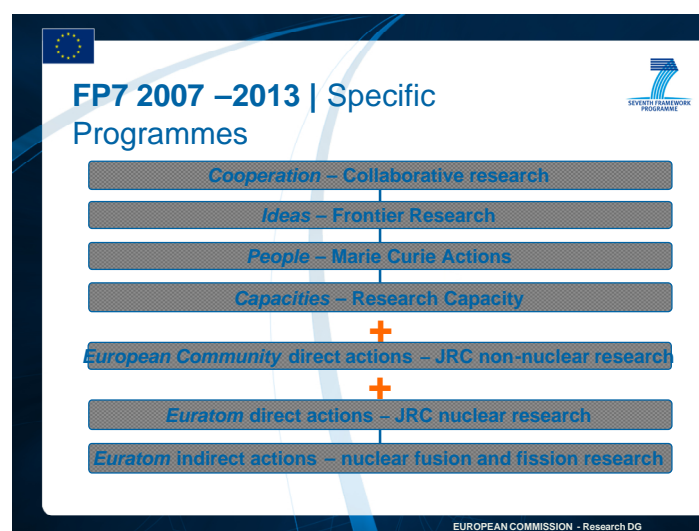 FP7 2007 –2013 | Specific
Programmes
SEVENTH FRAMEWORK
PROGRAMME
Cooperation – Collaborative research
Ideas – Frontier Research
People – Marie Curie Actions
Capacities – Research Capacity
+
European Community direct actions – JRC non-nuclear research
+
Euratom direct actions – JRC nuclear research
Euratom indirect actions – nuclear fusion and fission research
EUROPEAN COMMISSION - Research DG